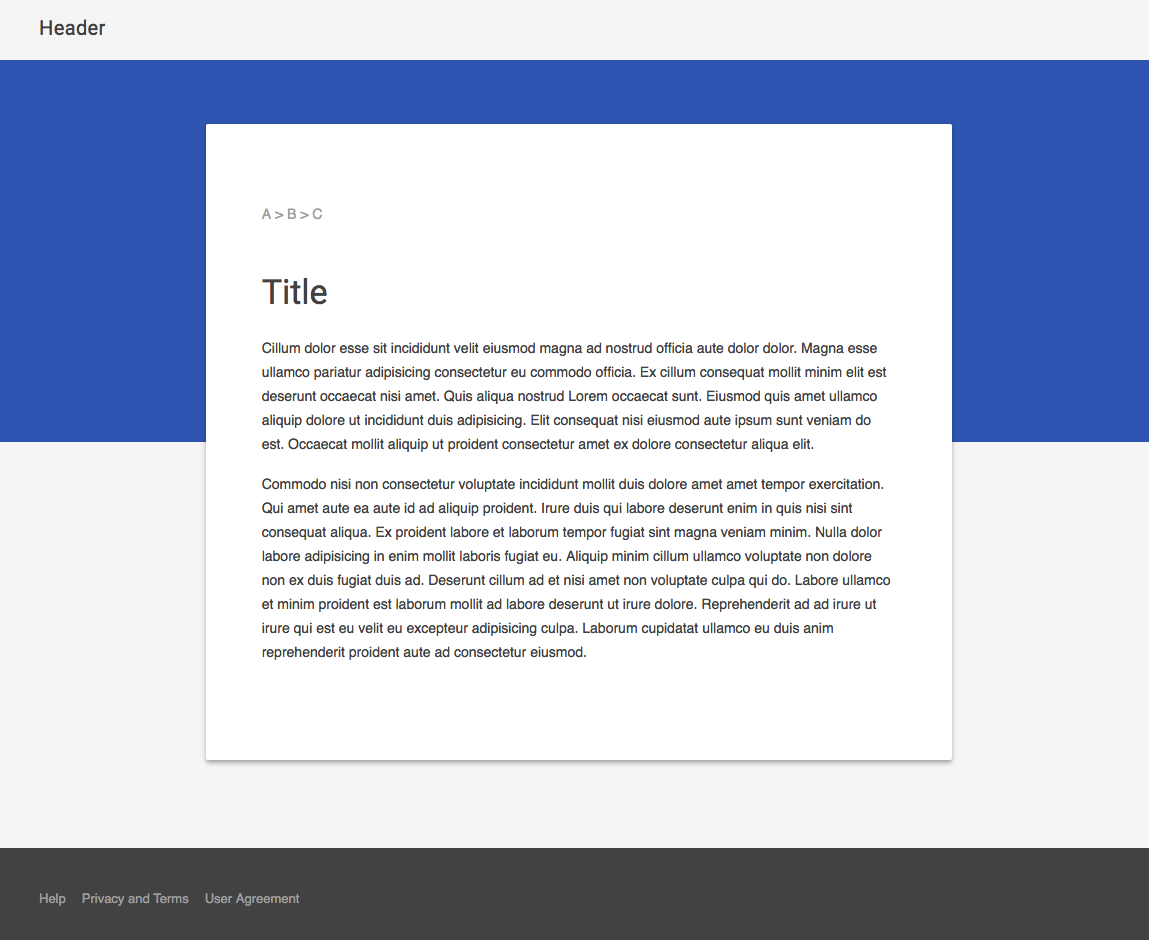 Header
A > B > C
Title
Cillum dolor esse sit incididunt velit eiusmod magna ad nostrud officia aute dolor dolor. Magna esse
ullamco pariatur adipisicing consectetur eu commodo officia. Ex cillum consequat mollit minim elit est
deserunt occaecat nisi amet. Quis aliqua nostrud Lorem occaecat sunt. Eiusmod quis amet ullamco
aliquip dolore ut incididunt duis adipisicing. Elit consequat nisi eiusmod aute ipsum sunt veniam do
est. Occaecat mollit aliquip ut proident consectetur amet ex dolore consectetur aliqua elit.
Commodo nisi non consectetur voluptate incididunt mollit duis dolore amet amet tempor exercitation.
Qui amet aute ea aute id ad aliquip proident. Irure duis qui labore deserunt enim in quis nisi sint
consequat aliqua. Ex proident labore et laborum tempor fugiat sint magna veniam minim. Nulla dolor
labore adipisicing in enim mollit laboris fugiat eu. Aliquip minim cillum ullamco voluptate non dolore
non ex duis fugiat duis ad. Deserunt cillum ad et nisi amet non voluptate culpa qui do. Labore ullamco
et minim proident est laborum mollit ad labore deserunt ut irure dolore. Reprehenderit ad ad irure ut
irure qui est eu velit eu excepteur adipisicing culpa. Laborum cupidatat ullamco eu duis anim
reprehenderit proident aute ad consectetur eiusmod.
Help Privacy and Terms User Agreement